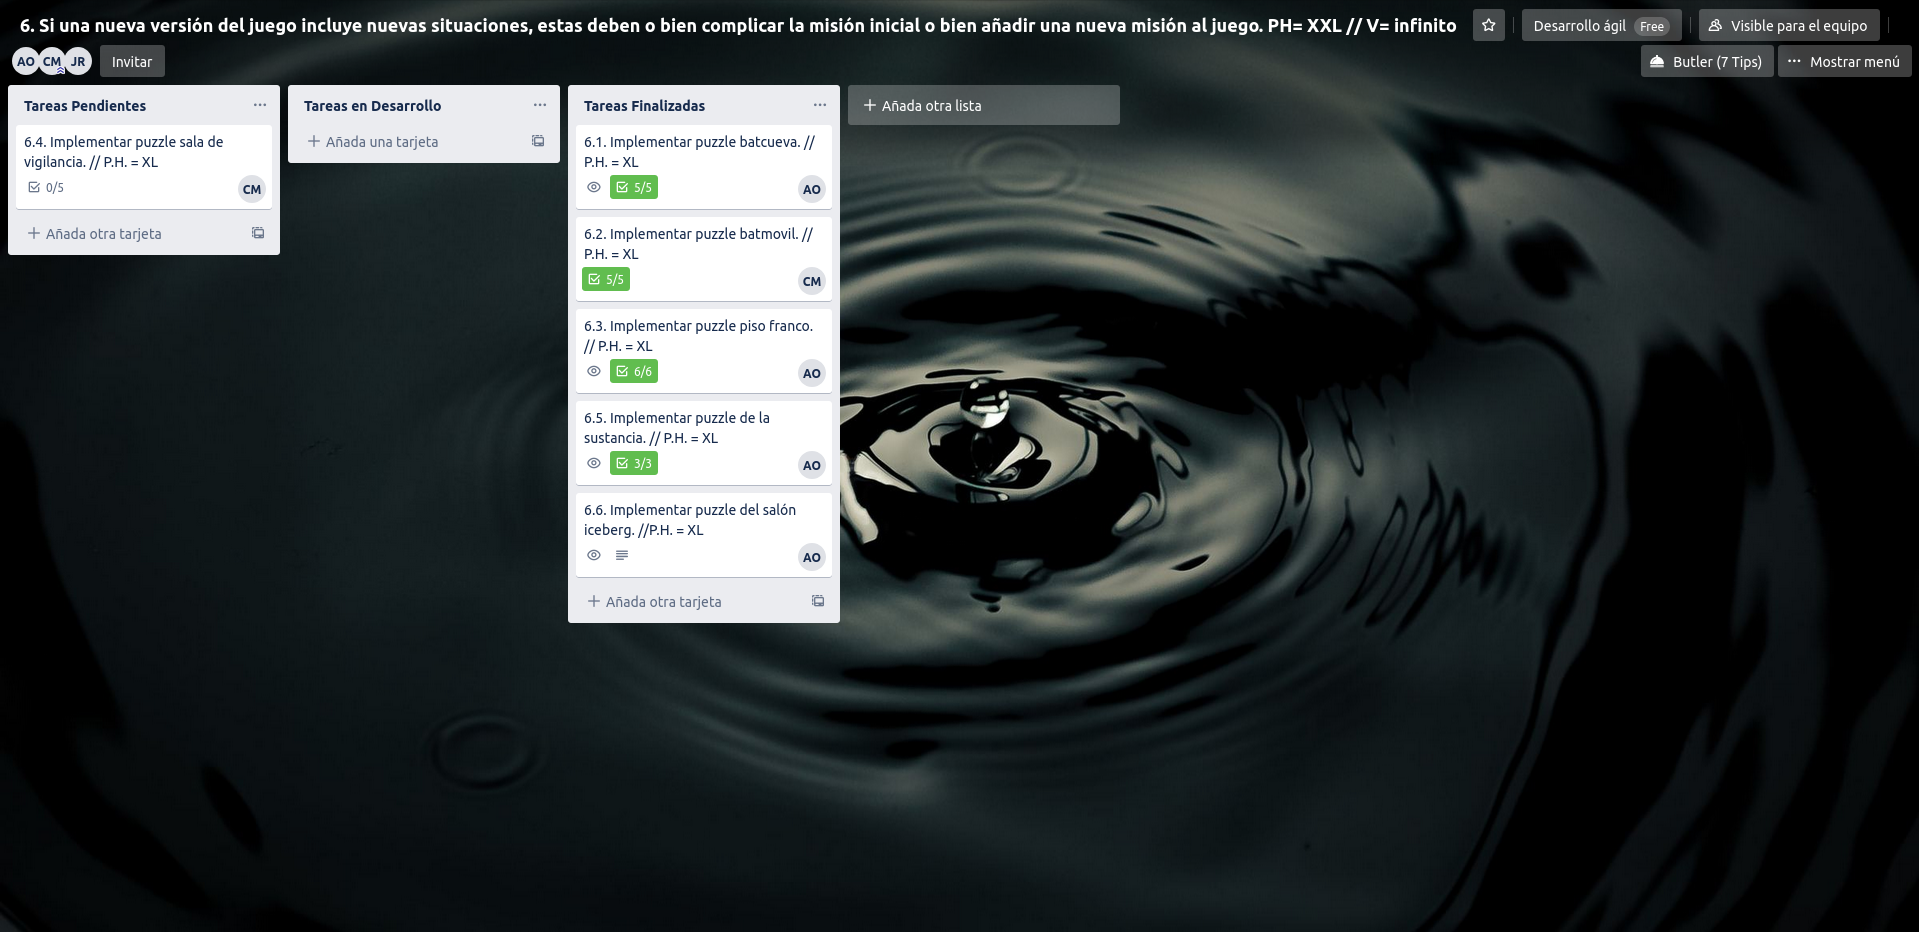 6. Si una nueva versión del juego incluye nuevas situaciones, estas deben o bien complicar la misión inicial o bien añadir una nueva misión al juego. PH= XXL // V= infinito
Desarrollo ágil Free
Visible para el equipo
AO CM JR
Invitar
Butler (7 Tips)
Mostrar menú
Tareas Pendientes
6.4. Implementar puzzle sala de
vigilancia. // P.H. = XL
0/5
CM
Añada otra tarjeta
Tareas en Desarrollo
Añada una tarjeta
Tareas Finalizadas
6.1. Implementar puzzle batcueva. //
P.H. = XL
5/5
AO
6.2. Implementar puzzle batmovil. //
P.H. = XL
5/5
CM
6.3. Implementar puzzle piso franco.
// P.H. = XL
6/6
AO
6.5. Implementar puzzle de la
sustancia. // P.H. = XL
3/3
AO
6.6. Implementar puzzle del salón
iceberg. //P.H. = XL
AO
Añada otra tarjeta
Añada otra lista